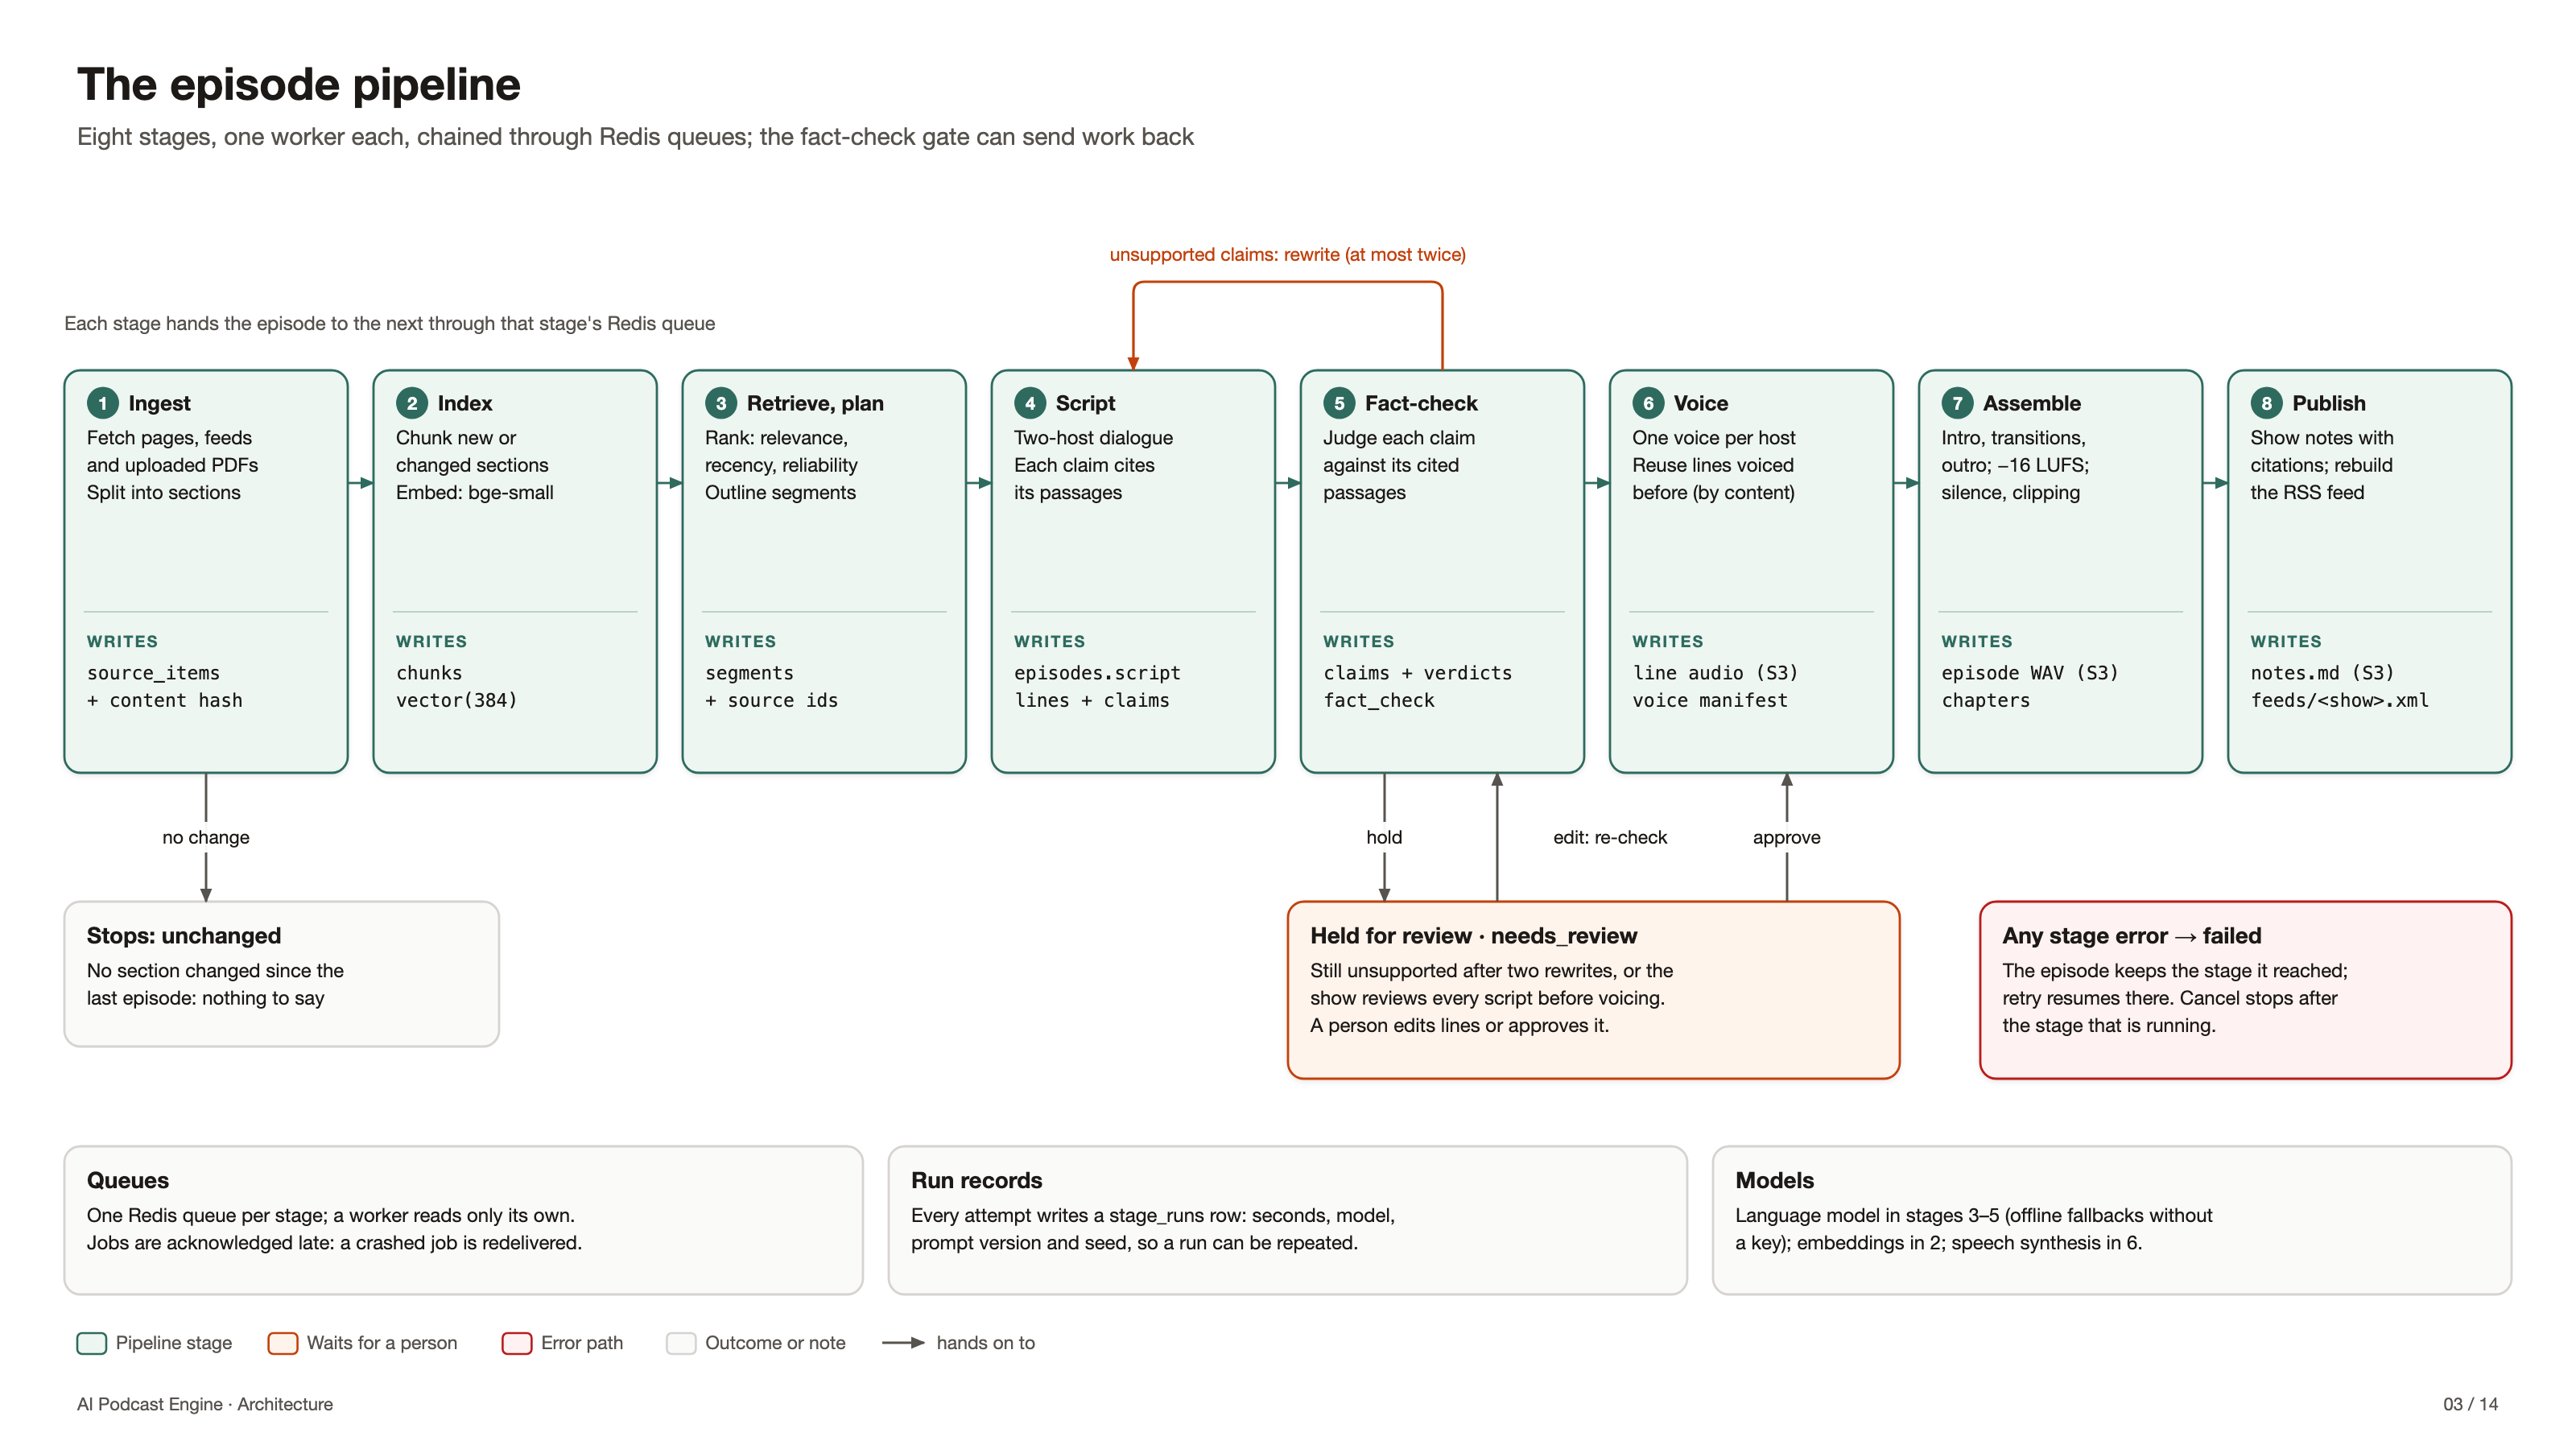 The episode pipeline
Eight stages, one worker each, chained through Redis queues; the fact-check gate can send work back
unsupported claims: rewrite (at most twice)
Each stage hands the episode to the next through that stage's Redis queue
1 Ingest
Fetch pages, feeds
and uploaded PDFs
Split into sections
WRITES
source_items
+ content hash
2 Index
Chunk new or
changed sections
Embed: bge-small
WRITES
chunks
vector(384)
3 Retrieve, plan
Rank: relevance,
recency, reliability
Outline segments
WRITES
segments
+ source ids
4 Script
Two-host dialogue
Each claim cites
its passages
WRITES
episodes.script
lines + claims
5 Fact-check
Judge each claim
against its cited
passages
WRITES
claims + verdicts
fact_check
6 Voice
One voice per host
Reuse lines voiced
before (by content)
WRITES
line audio (S3)
voice manifest
7 Assemble
Intro, transitions,
outro; −16 LUFS;
silence, clipping
WRITES
episode WAV (S3)
chapters
8 Publish
Show notes with
citations; rebuild
the RSS feed
WRITES
notes.md (S3)
feeds/<show>.xml
no change
hold
edit: re-check
approve
Stops: unchanged
No section changed since the
last episode: nothing to say
Held for review · needs_review
Still unsupported after two rewrites, or the
show reviews every script before voicing.
A person edits lines or approves it.
Any stage error → failed
The episode keeps the stage it reached;
retry resumes there. Cancel stops after
the stage that is running.
Queues
One Redis queue per stage; a worker reads only its own.
Jobs are acknowledged late: a crashed job is redelivered.
Run records
Every attempt writes a stage_runs row: seconds, model,
prompt version and seed, so a run can be repeated.
Models
Language model in stages 3–5 (offline fallbacks without
a key); embeddings in 2; speech synthesis in 6.
Pipeline stage
Waits for a person
Error path
Outcome or note
hands on to
AI Podcast Engine · Architecture
03 / 14